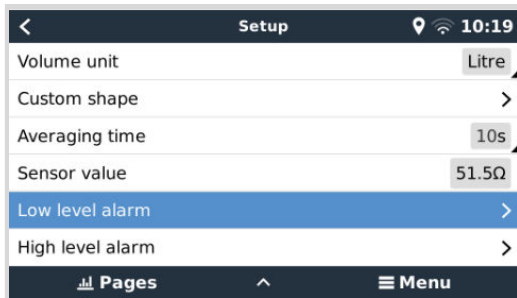 Setup 10:19
Volume unit Litre
Custom shape
Averaging time 10s
Sensor value 51.5Ω
Low level alarm
High level alarm
Pages Menu